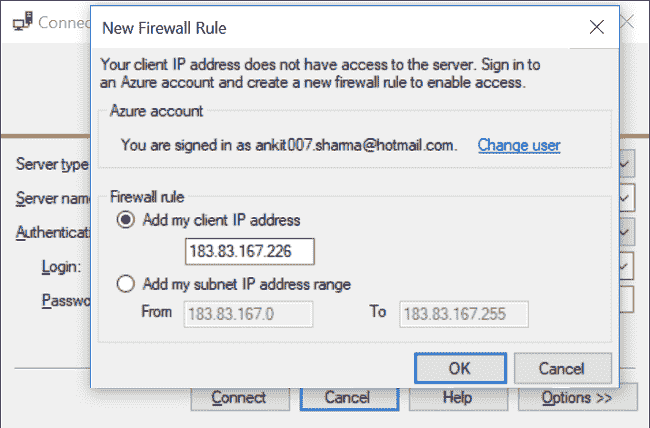 Connec
New Firewall Rule
Your client IP address does not have access to the server. Sign in to
an Azure account and create a new firewall rule to enable access.
Azure account
You are signed in as ankit007.sharma@hotmail.com. Change user
Server type
Server name
Authenticati
Login:
Passwo
Firewall rule
Add my client IP address
183.83.167.226
Add my subnet IP address range
From 183.83.167.0 To 183.83.167.255
OK Cancel
Connect Cancel Help Options >>